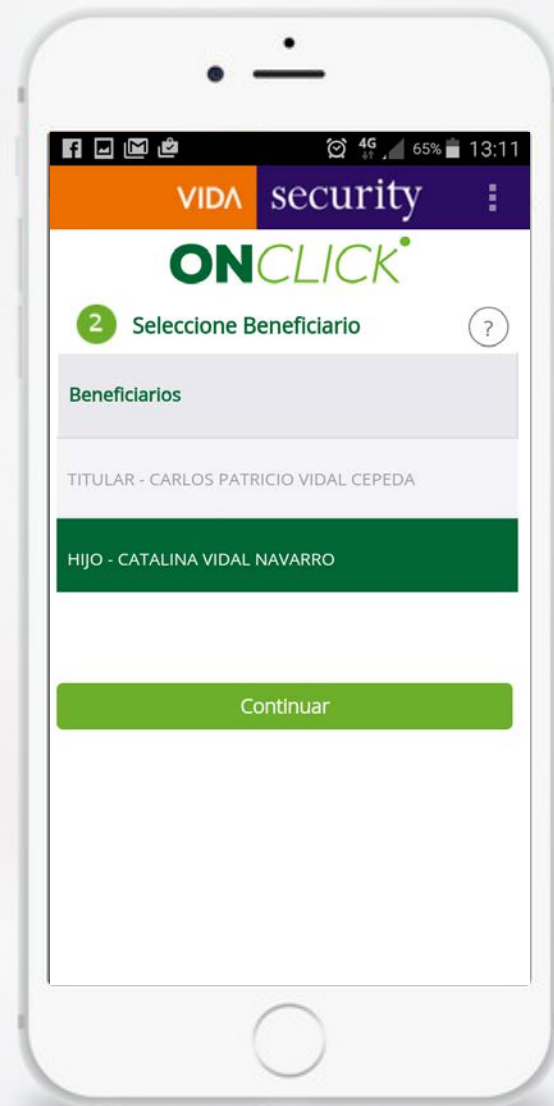 4G 65% 13:11
VIDA security
ONCLICK
2 Seleccione Beneficiario ?
Beneficiarios
TITULAR - CARLOS PATRICIO VIDAL CEPEDA
HIJO - CATALINA VIDAL NAVARRO
Continuar